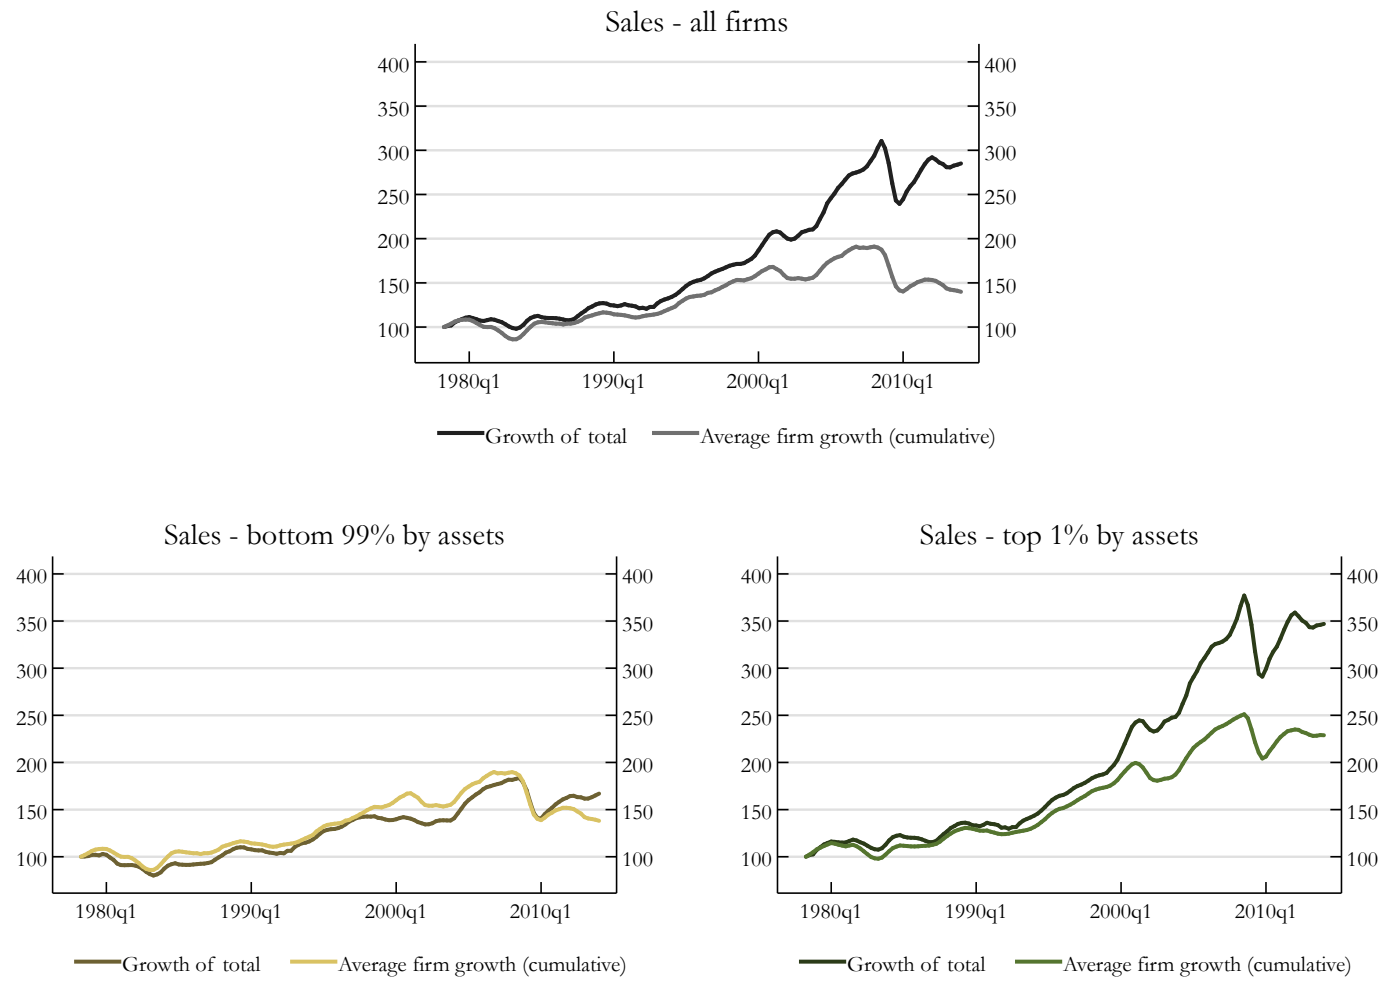 Sales - all firms
400 400
350 350
300 300
250 250
200 200
150 150
100 100
1980q1 1990q1 2000q1 2010q1
Growth of total Average firm growth (cumulative)
Sales - bottom 99% by assets
400 400
350 350
300 300
250 250
200 200
150 150
100 100
1980q1 1990q1 2000q1 2010q1
Growth of total Average firm growth (cumulative)
Sales - top 1% by assets
400 400
350 350
300 300
250 250
200 200
150 150
100 100
1980q1 1990q1 2000q1 2010q1
Growth of total Average firm growth (cumulative)